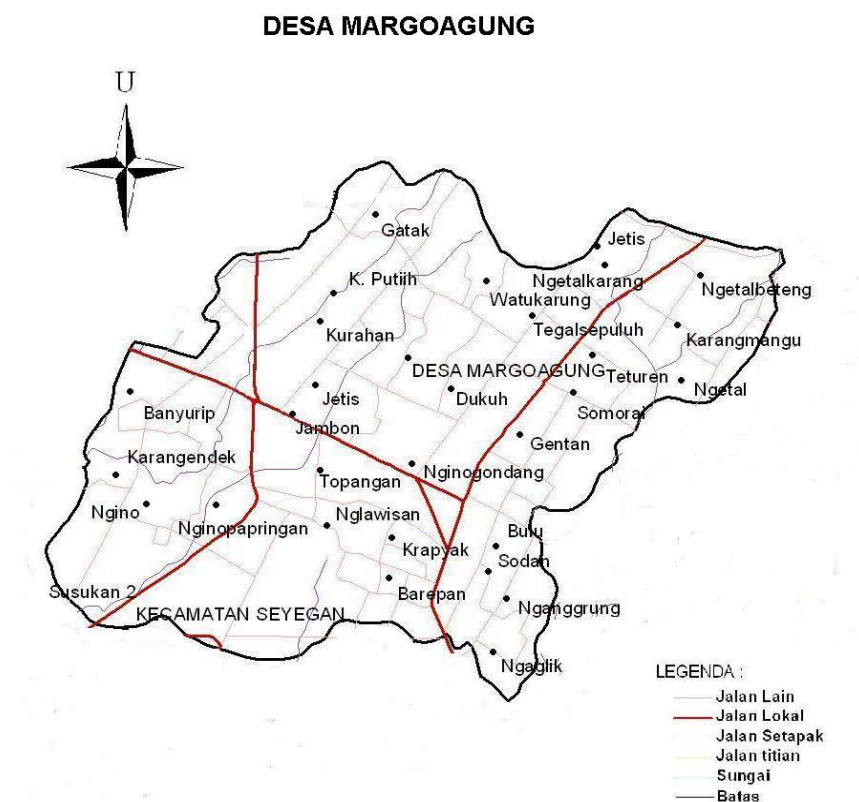 DESA MARGOAGUNG
U
Gatak
Jetis
K. Putiih
Ngetalkarang
Ngetalbeteng
Watukarung
Kurahan
Tegalsepuluh
Karangmangu
DESA MARGOAGUNG
Teturen
Ngetal
Jetis
Dukuh
Banyurip
Somorai
Jambon
Gentan
Karangendek
Nginogondang
Topangan
Ngino
Nginopapringan
Nglawisan
Bulu
Krapyak
Sodan
Susukan 2
Barepan
KECAMATAN SEYEGAN
Nganggrung
Ngaglik
LEGENDA :
Jalan Lain
Jalan Lokal
Jalan Setapak
Jalan titian
Sungai
Batas